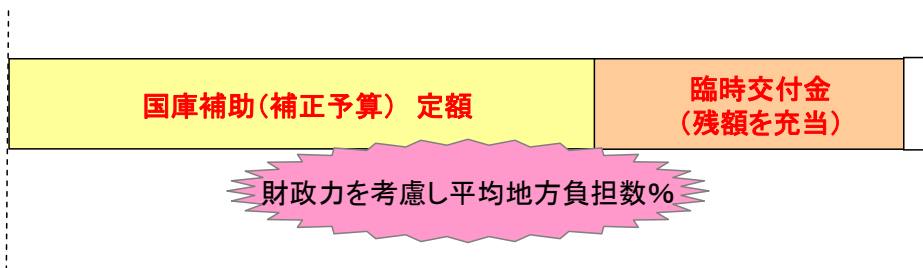 国庫補助（補正予算）　定額
臨時交付金
（残額を充当）
財政力を考慮し平均地方負担数％